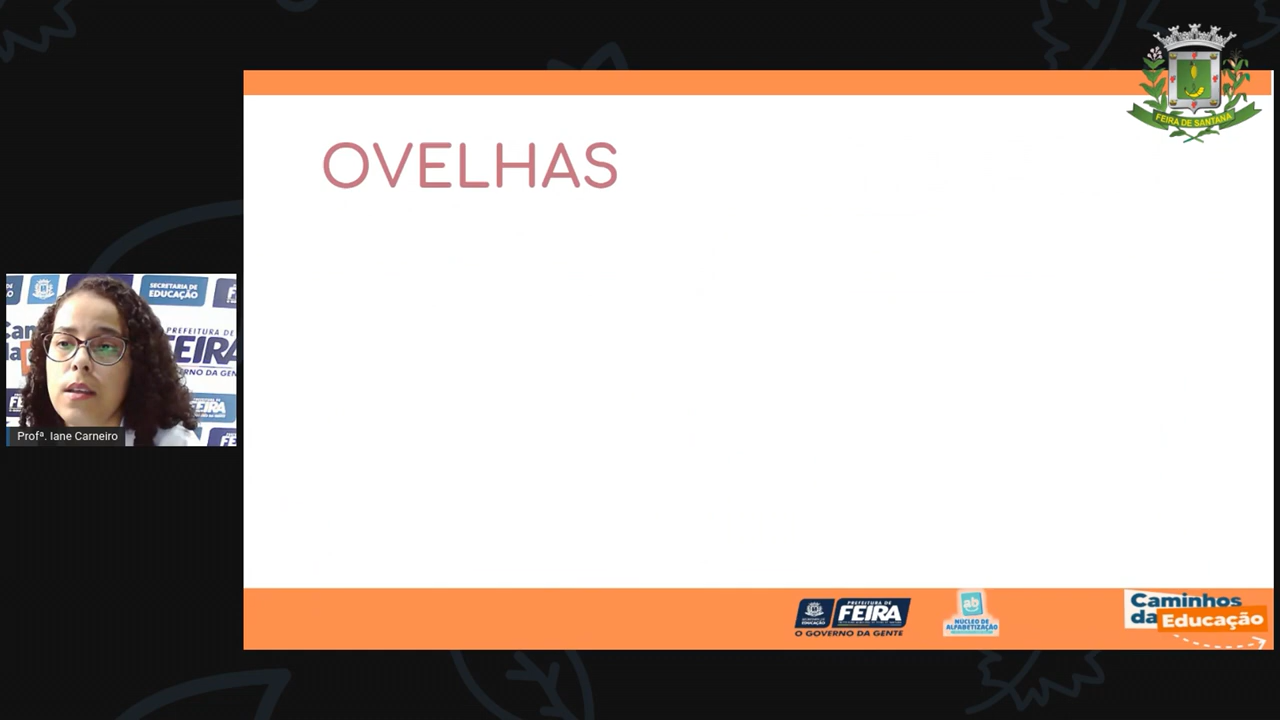 FEIRA DE SANTANA
OVELHAS
SECRETARIA DE
EDUCAÇÃO
PREFEITURA DE
FEIRA
Profª. Iane Carneiro
PREFEITURA DE
FEIRA
O GOVERNO DA GENTE
ab
NÚCLEO DE
ALFABETIZAÇÃO
Caminhos
da Educação